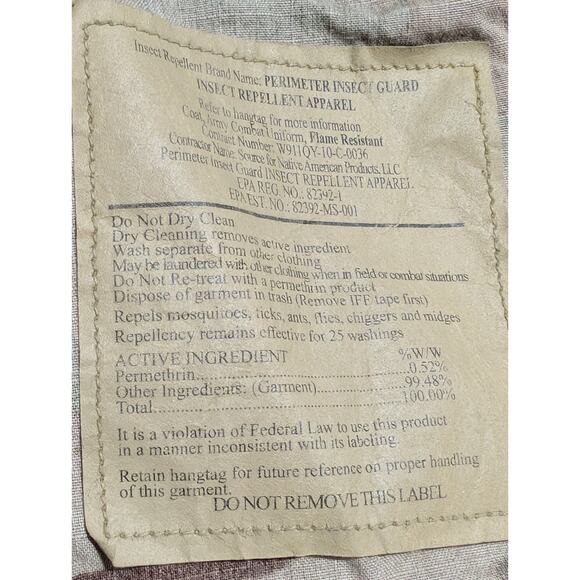 Insect Repellent Brand Name: PERIMETER INSECT GUARD
INSECT REPELLENT APPAREL
Refer to hangtag for more information
Coat, Army Combat Uniform, Flame Resistant
Contract Number: W911QY-10-C-0036
Contractor Name: Source for Native American Products, LLC
Perimeter Insect Guard INSECT REPELLENT APPAREL
EPA REG. NO.: 82392-1
EPA EST. NO.: 82392-MS-001
Do Not Dry Clean
Dry Cleaning removes active ingredient
Wash separate from other clothing
May be laundered with other clothing when in field or combat situations
Do Not Re-treat with a permethrin product
Dispose of garment in trash (Remove IFF tape first)
Repels mosquitoes, ticks, ants, flies, chiggers and midges
Repellency remains effective for 25 washings
ACTIVE INGREDIENT %W/W
Permethrin...................................0.52%
Other Ingredients: (Garment)..............99.48%
Total..........................................100.00%
It is a violation of Federal Law to use this product
in a manner inconsistent with its labeling.
Retain hangtag for future reference on proper handling
of this garment.
DO NOT REMOVE THIS LABEL